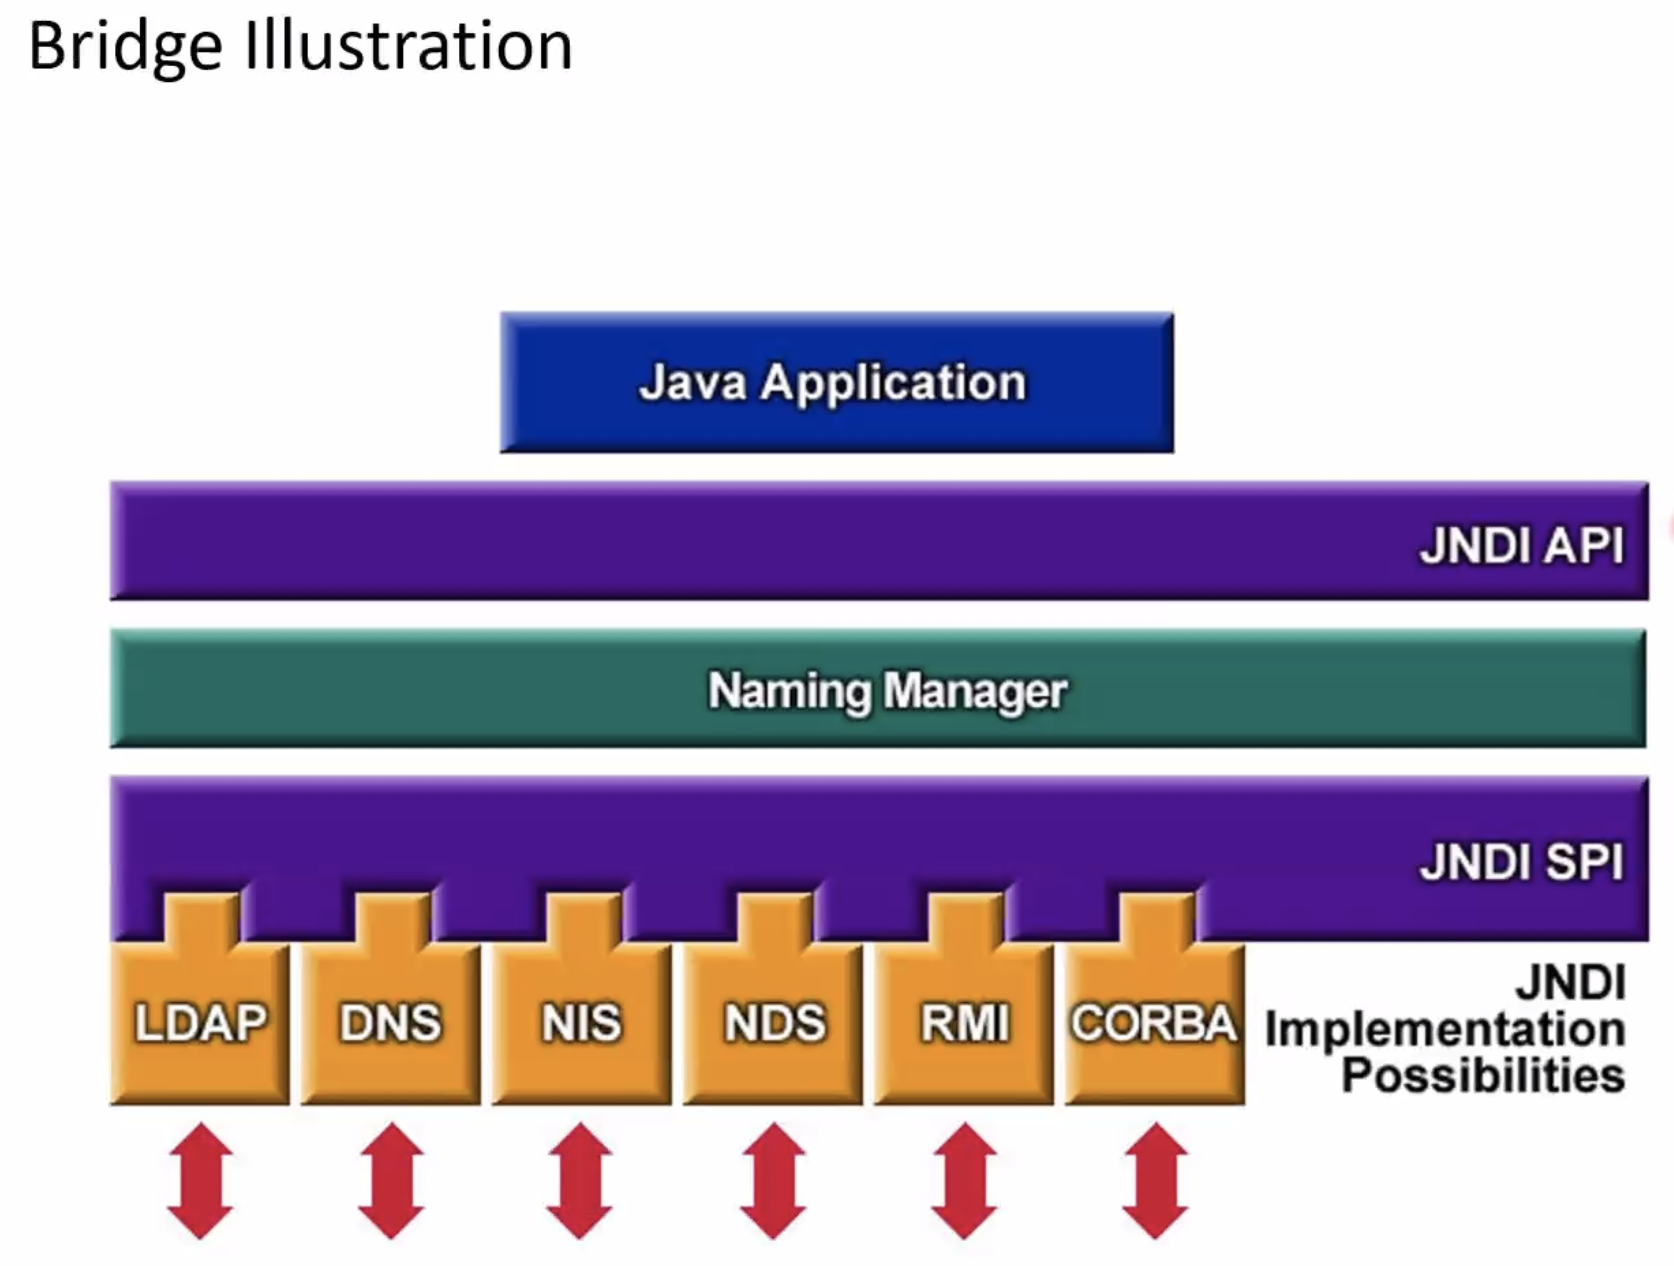 Bridge Illustration
Java Application
JNDI API
Naming Manager
JNDI SPI
LDAP
DNS
NIS
NDS
RMI
CORBA
JNDI
Implementation
Possibilities